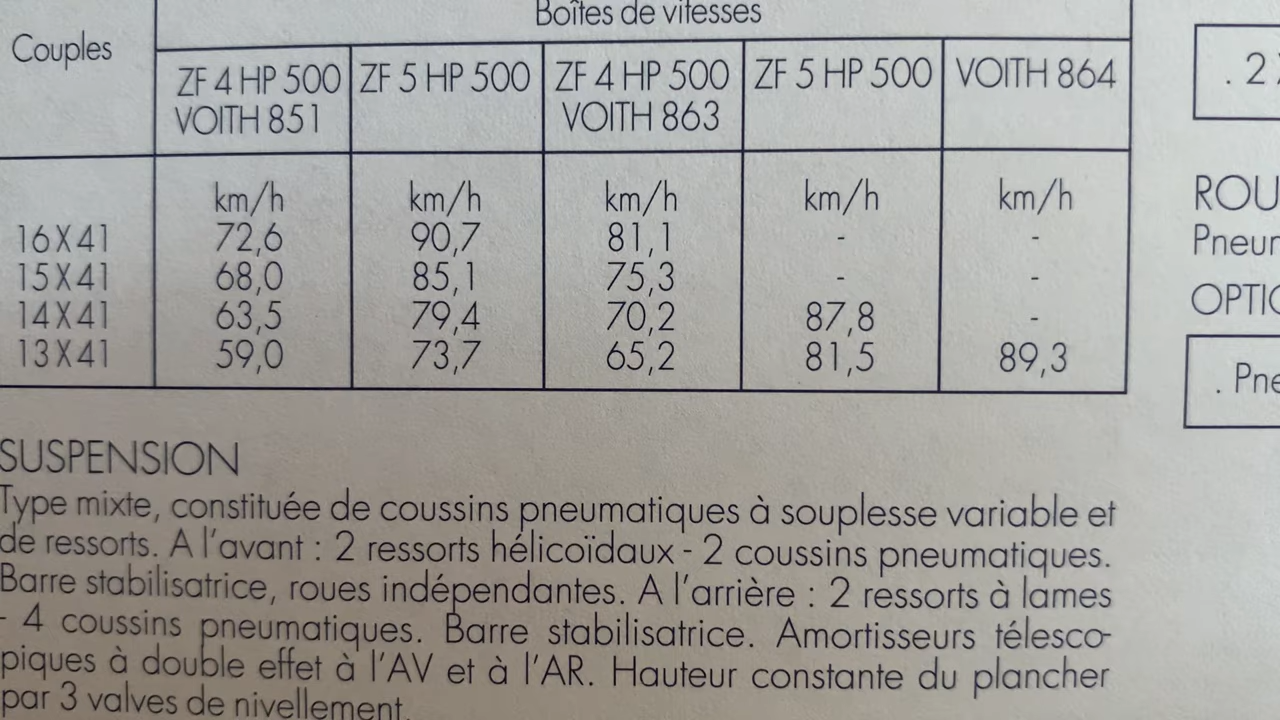 Boîtes de vitesses
Couples
ZF 4 HP 500 ZF 5 HP 500 ZF 4 HP 500 ZF 5 HP 500 VOITH 864
VOITH 851 VOITH 863
km/h km/h km/h km/h km/h
16X41 72,6 90,7 81,1 - -
15X41 68,0 85,1 75,3 - -
14X41 63,5 79,4 70,2 87,8 -
13X41 59,0 73,7 65,2 81,5 89,3
SUSPENSION
Type mixte, constituée de coussins pneumatiques à souplesse variable et
de ressorts. A l'avant : 2 ressorts hélicoïdaux - 2 coussins pneumatiques.
Barre stabilisatrice, roues indépendantes. A l'arrière : 2 ressorts à lames
- 4 coussins pneumatiques. Barre stabilisatrice. Amortisseurs télesco-
piques à double effet à l'AV et à l'AR. Hauteur constante du plancher
par 3 valves de nivellement.
. 2
ROU
Pneu
OPTI
. Pne